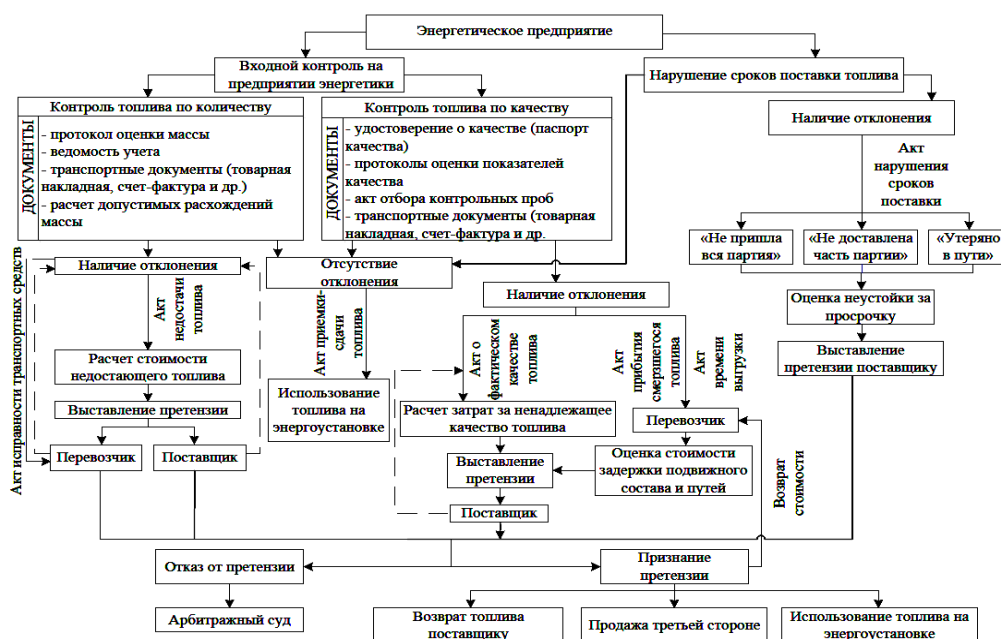 Энергетическое предприятие
Входной контроль на
предприятии энергетики
Нарушение сроков поставки топлива
Контроль топлива по количеству
ДОКУМЕНТЫ
- протокол оценки массы
- ведомость учета
- транспортные документы (товарная
накладная, счет-фактура и др.)
- расчет допустимых расхождений
массы
Контроль топлива по качеству
ДОКУМЕНТЫ
- удостоверение о качестве (паспорт
качества)
- протоколы оценки показателей
качества
- акт отбора контрольных проб
- транспортные документы (товарная
накладная, счет-фактура и др.
Наличие отклонения
Акт
нарушения
сроков
поставки
«Не пришла
вся партия»
«Не доставлена
часть партии»
«Утеряно
в пути»
Оценка неустойки за
просрочку
Выставление
претензии поставщику
Наличие отклонения
Отсутствие
отклонения
Наличие отклонения
Акт исправности транспортных средств
Акт
недостачи
топлива
Акт приемки-
сдачи
топлива
Акт о
фактическом
качестве
топлива
Акт
прибытия
смерзшегося
топлива
Акт
времени
выгрузки
Расчет стоимости
недостающего топлива
Выставление претензии
Перевозчик
Поставщик
Использование
топлива на
энергоустановке
Расчет затрат за ненадлежащее
качество топлива
Перевозчик
Выставление
претензии
Оценка стоимости
задержки подвижного
состава и путей
Поставщик
Возврат
стоимости
Отказ от претензии
Признание
претензии
Арбитражный суд
Возврат топлива
поставщику
Продажа третьей стороне
Использование топлива на
энергоустановке